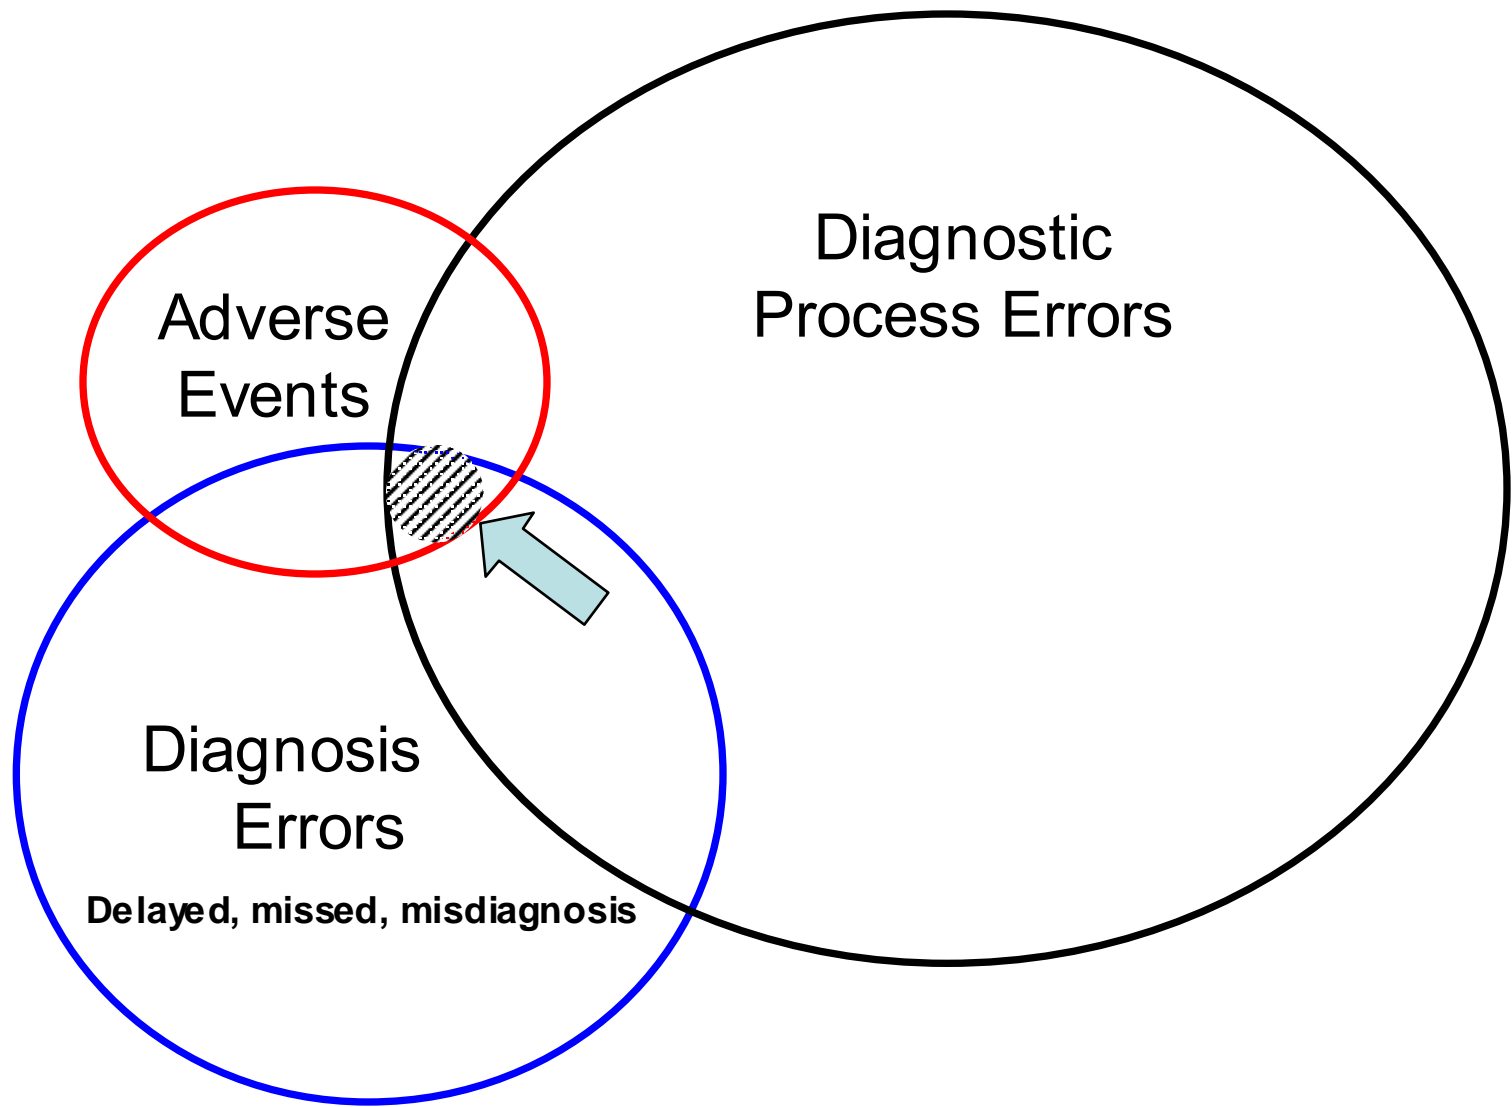 Diagnostic
Process Errors
Adverse
Events
Diagnosis
Errors
Delayed, missed, misdiagnosis